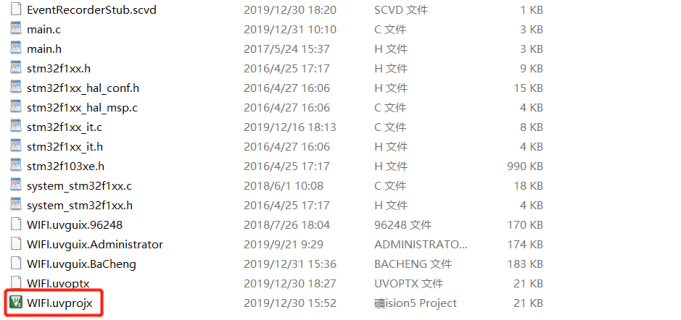 EventRecorderStub.scvd 2019/12/30 18:20 SCVD 文件 1 KB
main.c 2019/12/31 10:10 C 文件 3 KB
main.h 2017/5/24 15:37 H 文件 3 KB
stm32f1xx.h 2016/4/25 17:17 H 文件 9 KB
stm32f1xx_hal_conf.h 2016/4/27 16:06 H 文件 15 KB
stm32f1xx_hal_msp.c 2016/4/27 16:06 C 文件 4 KB
stm32f1xx_it.c 2019/12/16 18:13 C 文件 8 KB
stm32f1xx_it.h 2016/4/27 16:06 H 文件 4 KB
stm32f103xe.h 2016/4/25 17:17 H 文件 990 KB
system_stm32f1xx.c 2018/6/1 10:08 C 文件 18 KB
system_stm32f1xx.h 2016/4/25 17:17 H 文件 4 KB
WIFI.uvguix.96248 2018/7/26 18:04 96248 文件 170 KB
WIFI.uvguix.Administrator 2019/9/21 9:29 ADMINISTRATO... 174 KB
WIFI.uvguix.BaCheng 2019/12/31 15:36 BACHENG 文件 183 KB
WIFI.uvoptx 2019/12/30 18:27 UVOPTX 文件 21 KB
WIFI.uvprojx 2019/12/30 15:52 礦ision5 Project 21 KB